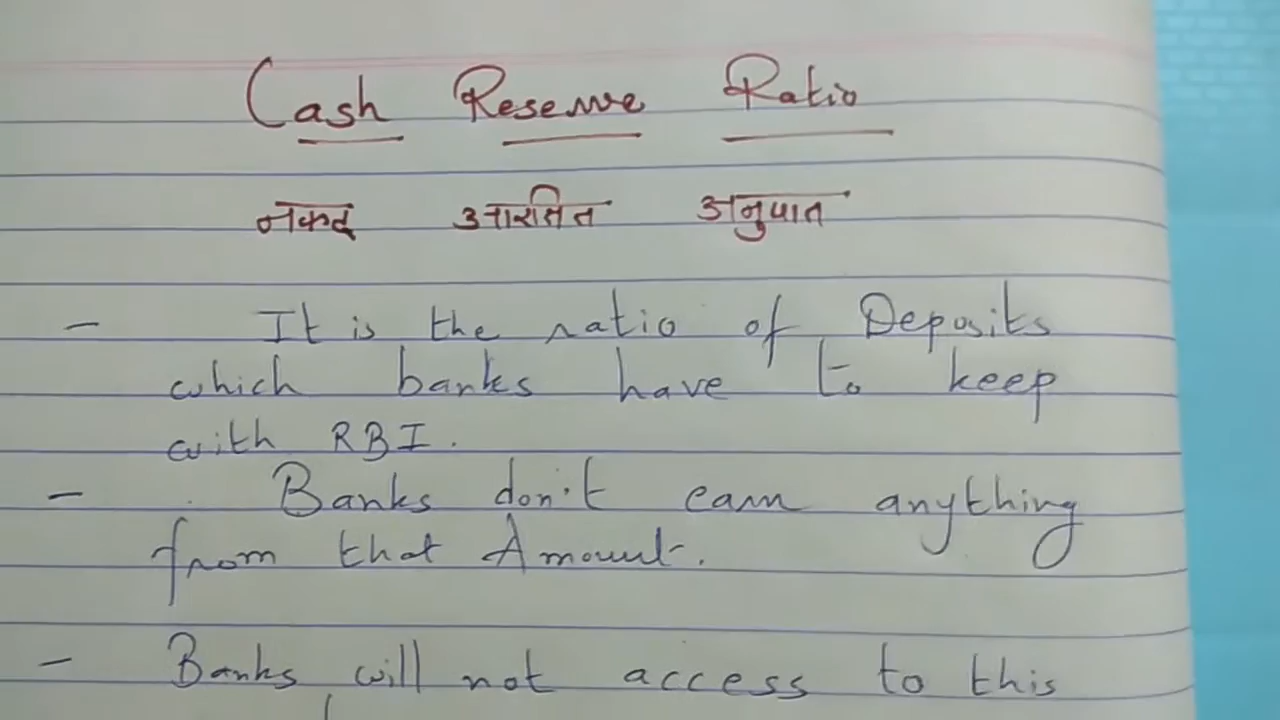 Cash Reserve Ratio
नकद आरक्षित अनुपात
- It is the ratio of Deposits
which banks have to keep
with RBI.
- Banks don't earn anything
from that Amount.
- Banks will not access to this